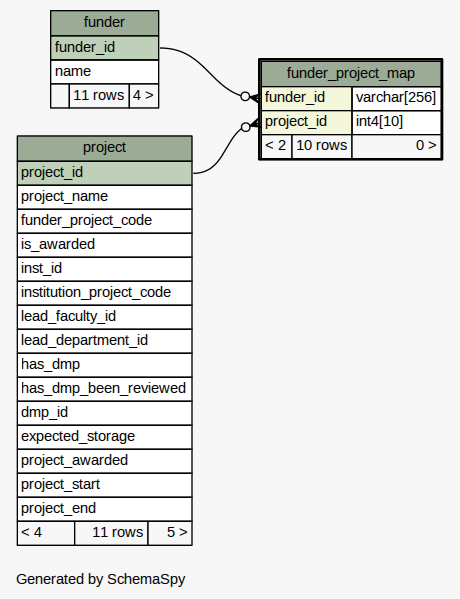 funder
funder_id
name
11 rows 4 >
funder_project_map
funder_id varchar[256]
project_id int4[10]
< 2 10 rows 0 >
project
project_id
project_name
funder_project_code
is_awarded
inst_id
institution_project_code
lead_faculty_id
lead_department_id
has_dmp
has_dmp_been_reviewed
dmp_id
expected_storage
project_awarded
project_start
project_end
< 4 11 rows 5 >
Generated by SchemaSpy